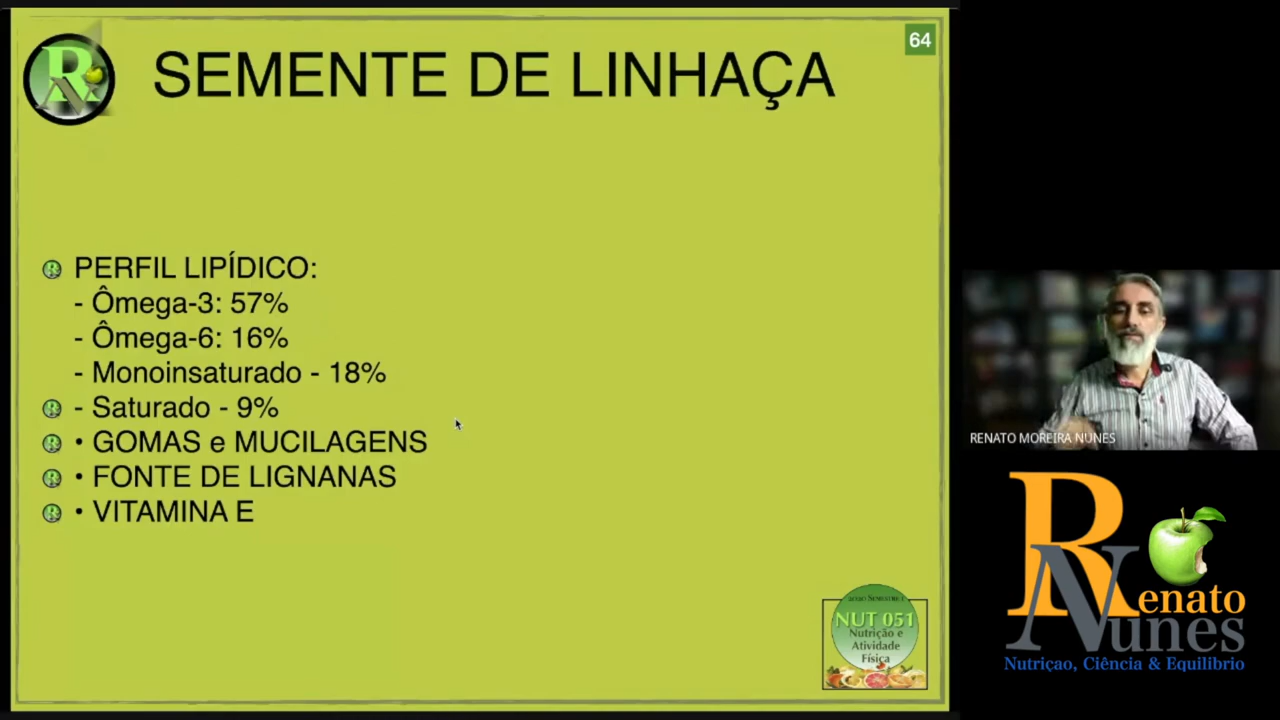 64
SEMENTE DE LINHAÇA
PERFIL LIPÍDICO:
- Ômega-3: 57%
- Ômega-6: 16%
- Monoinsaturado - 18%
- Saturado - 9%
• GOMAS e MUCILAGENS
• FONTE DE LIGNANAS
• VITAMINA E
NUT 051
Nutrição e
Atividade
Física
RENATO MOREIRA NUNES
Renato
Nunes
Nutriçao, Ciência & Equilibrio